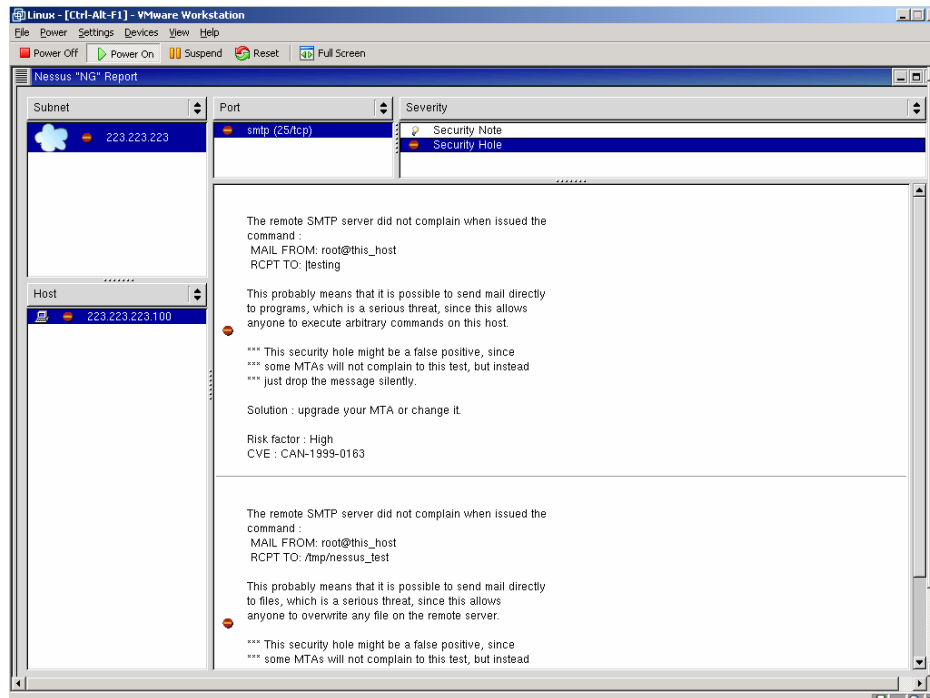 Linux - [Ctrl-Alt-F1] - VMware Workstation
File Power Settings Devices View Help
Power Off Power On Suspend Reset Full Screen
Nessus "NG" Report
Subnet
Port
Severity
223.223.223
smtp (25/tcp)
Security Note
Security Hole
The remote SMTP server did not complain when issued the
command :
MAIL FROM: root@this_host
RCPT TO: |testing
This probably means that it is possible to send mail directly
to programs, which is a serious threat, since this allows
anyone to execute arbitrary commands on this host.
*** This security hole might be a false positive, since
*** some MTAs will not complain to this test, but instead
*** just drop the message silently.
Solution : upgrade your MTA or change it.
Risk factor : High
CVE : CAN-1999-0163
Host
223.223.223.100
The remote SMTP server did not complain when issued the
command :
MAIL FROM: root@this_host
RCPT TO: /tmp/nessus_test
This probably means that it is possible to send mail directly
to files, which is a serious threat, since this allows
anyone to overwrite any file on the remote server.
*** This security hole might be a false positive, since
*** some MTAs will not complain to this test, but instead